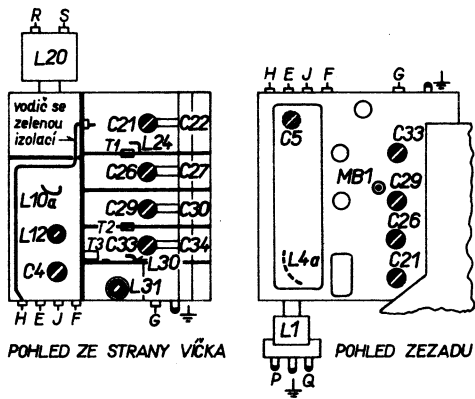 R S
L20
vodič se
zelenou
izolací
C21 C22
T1 L24
C26 C27
L10a
C29 C30
L12
T2
T3 C33 C34
L30
C4
L31
H E J F G
POHLED ZE STRANY VÍČKA
H E J F G
C5
C33
MB1
C29
C26
L4a
C21
L1
P Q
POHLED ZEZADU